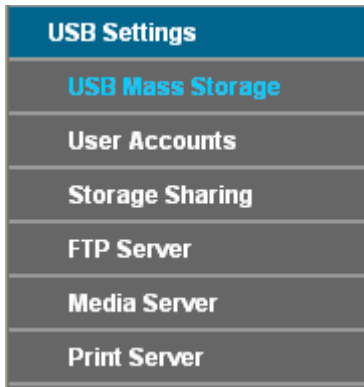 USB Settings
USB Mass Storage
User Accounts
Storage Sharing
FTP Server
Media Server
Print Server